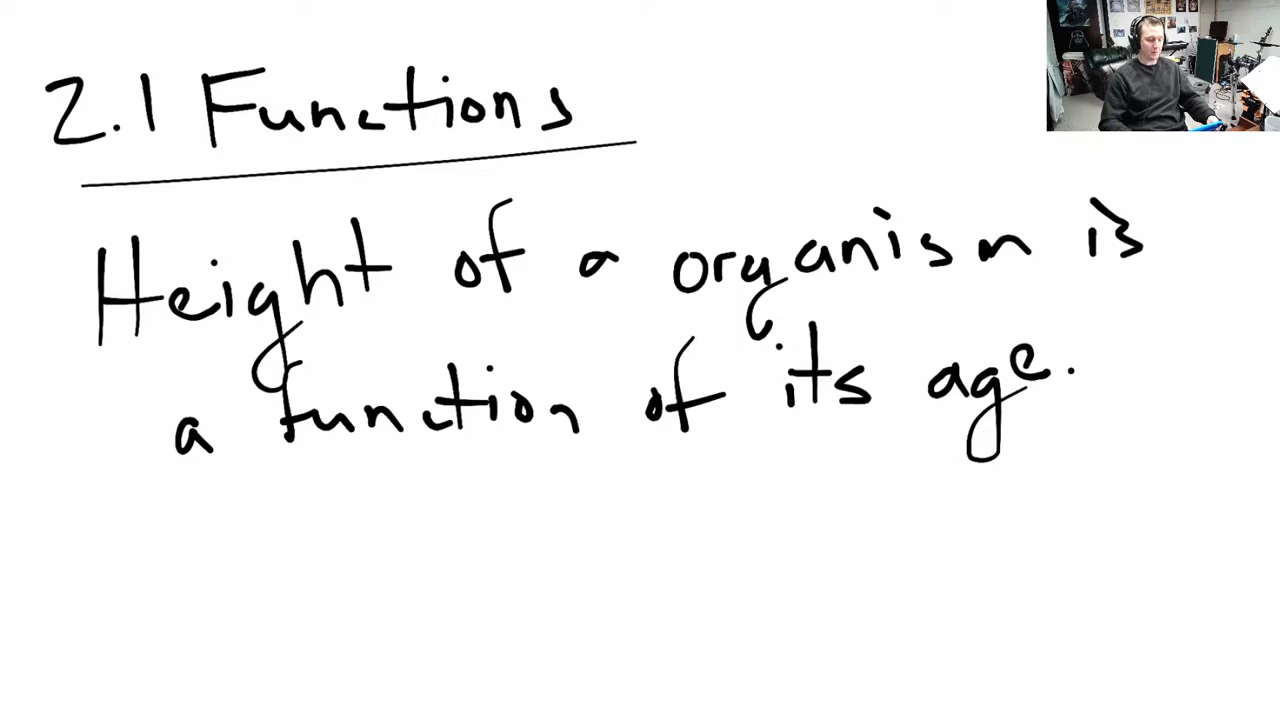 2.1 Functions
Height of a organism is
a function of its age.